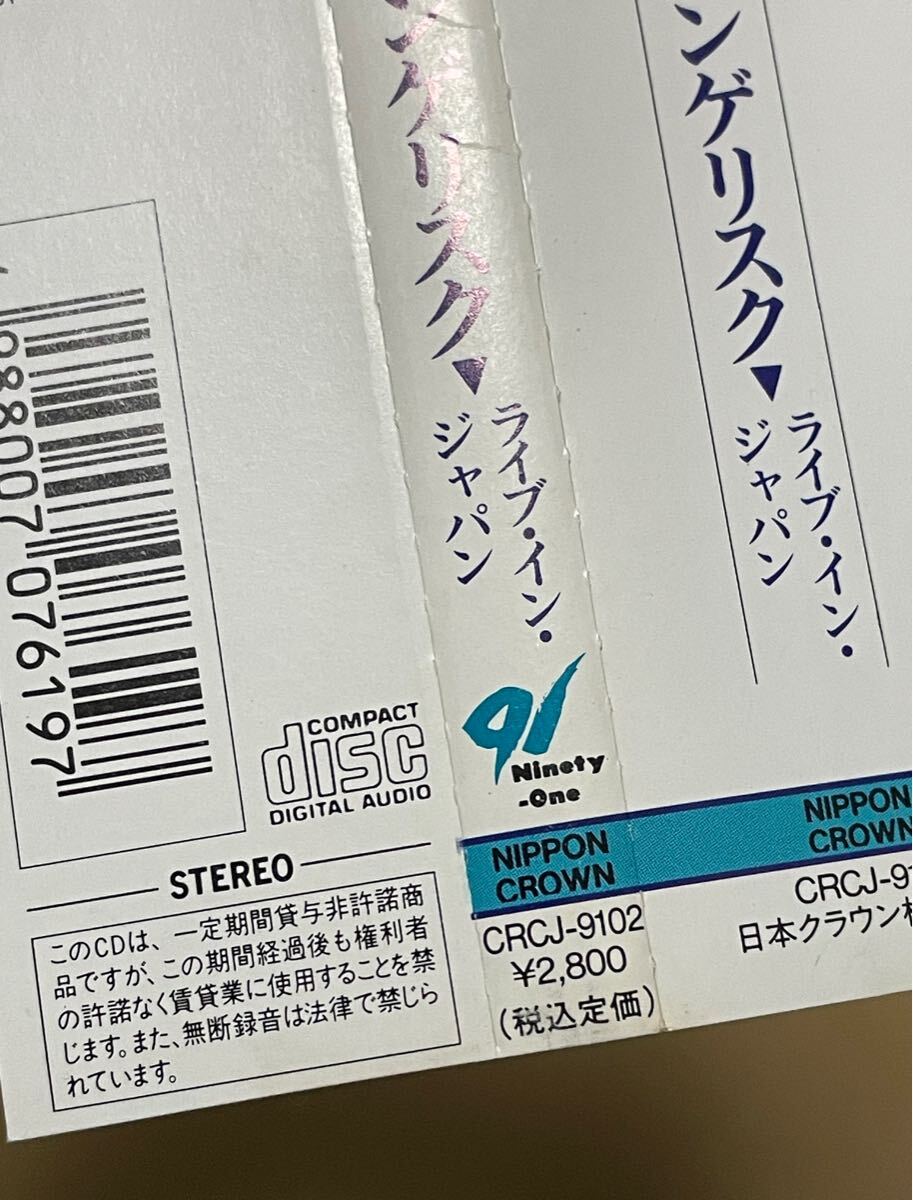 988007 076197
COMPACT
disc
DIGITAL AUDIO
STEREO
このCDは、一定期間貸与非許諾商
品ですが、この期間経過後も権利者
の許諾なく賃貸業に使用することを禁
じます。また、無断録音は法律で禁じら
れています。
ンゲリスク▼
ライブ・イン・
ジャパン
91
Ninety
-One
NIPPON
CROWN
CRCJ-9102
¥2,800
(税込定価)
ンゲリスク▼
ライブ・イン・
ジャパン
NIPPON
CROWN
CRCJ-91
日本クラウン株